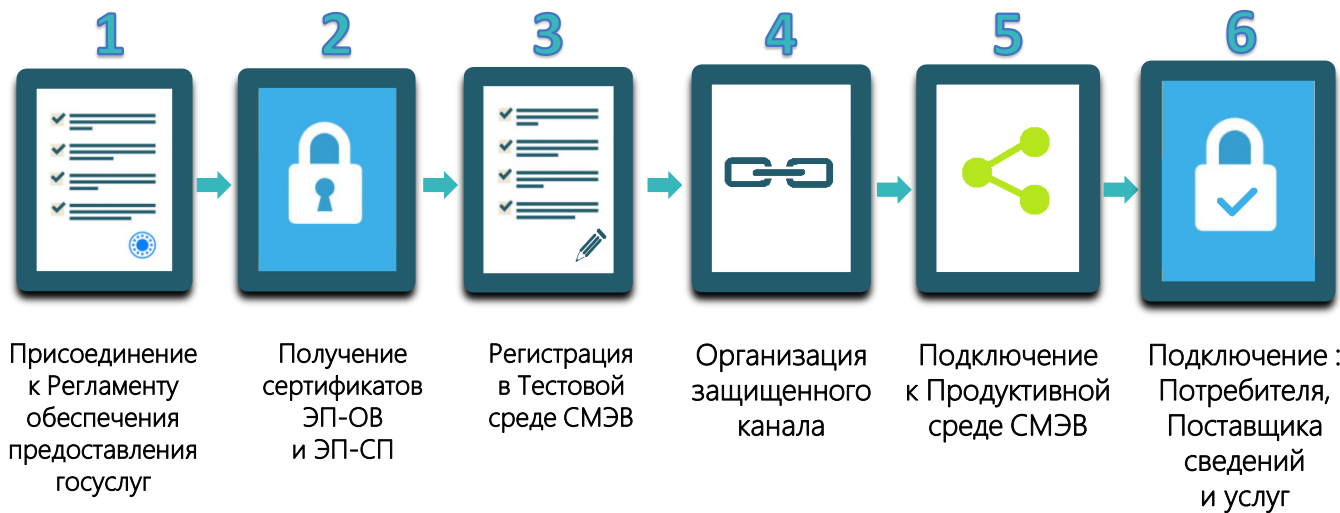 1
Присоединение
к Регламенту
обеспечения
предоставления
госуслуг
2
Получение
сертификатов
ЭП-ОВ
и ЭП-СП
3
Регистрация
в Тестовой
среде СМЭВ
4
Организация
защищенного
канала
5
Подключение
к Продуктивной
среде СМЭВ
6
Подключение :
Потребителя,
Поставщика
сведений
и услуг